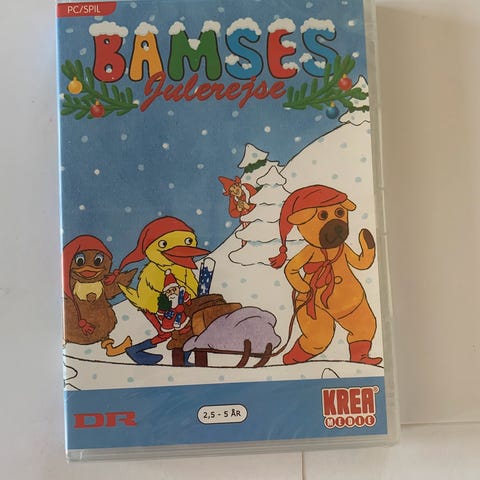 PC/SPIL
BAMSES
Julerejse
DR
2,5 - 5 ÅR
KREA
MEDIE